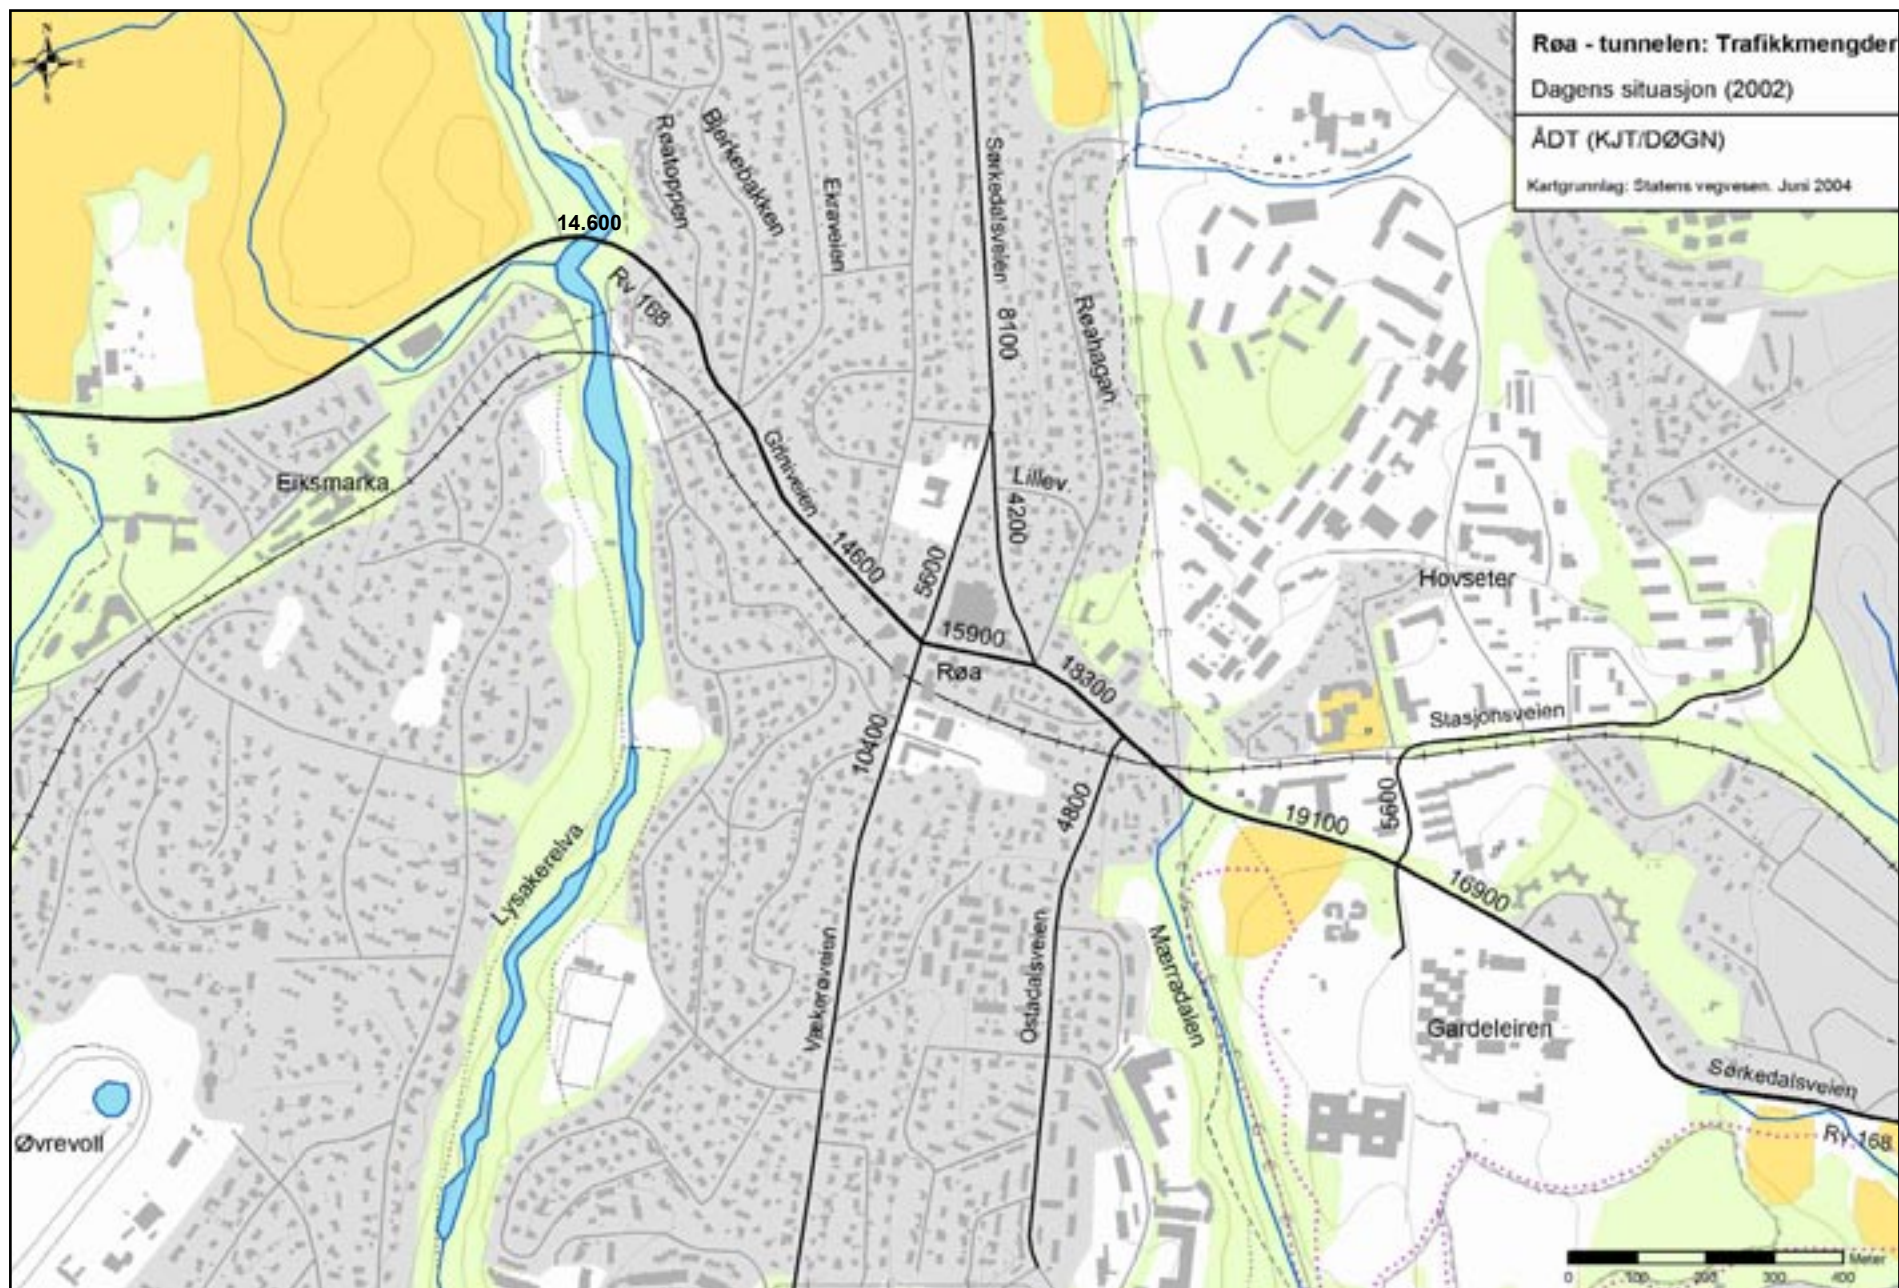 Røa - tunnelen: Trafikkmengder
Dagens situasjon (2002)
ÅDT (KJT/DØGN)
Kartgrunnlag: Statens vegvesen. Juni 2004
Røatoppen
Bjerkebakken
Ekraveien
Sørkedalsveien
8100
Røahagan
14.600
Rv 168
Griniveien
Eiksmarka
Lillev.
4200
14600
5600
15900
Røa
18300
Hovseter
Stasjonsveien
10400
4800
19100
5600
16900
Lysakerelva
Vækerøveien
Ostadalsveien
Mærradalen
Gardeleiren
Sørkedalsveien
Rv 168
Øvrevoll
0 100 200 300 400 Meter